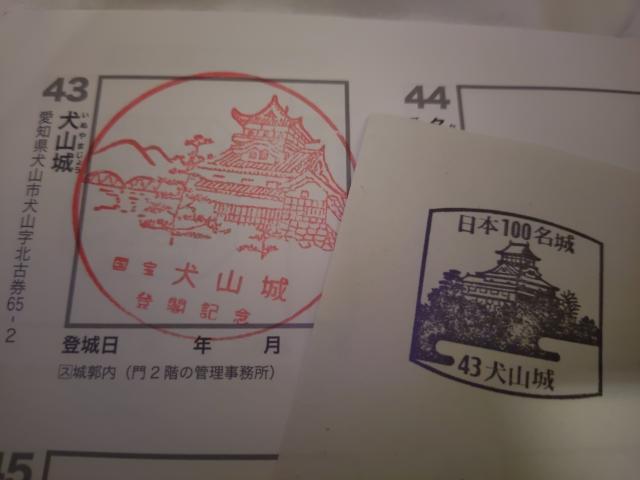 43
犬山城
いぬやまじょう
愛知県犬山市犬山字北古券65-2
国宝 犬山城
登閣記念
登城日 年 月
ス城郭内（門2階の管理事務所）
44
日本100名城
43 犬山城
45